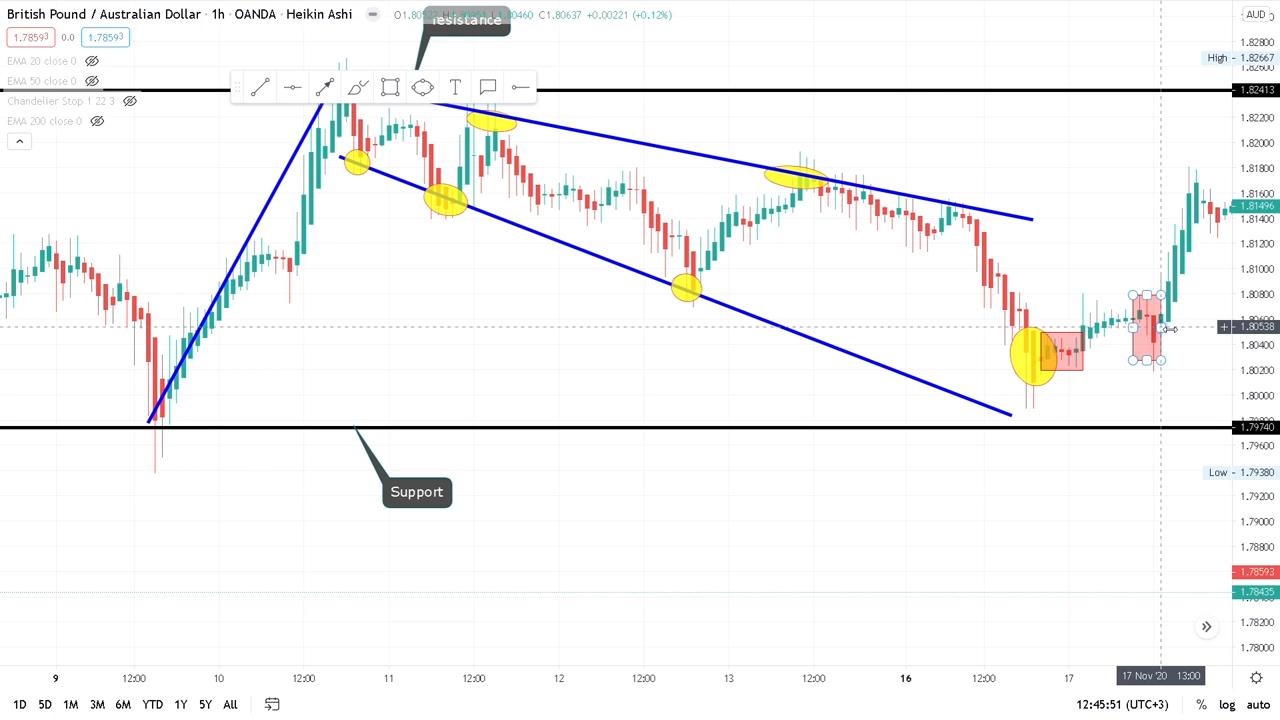 British Pound / Australian Dollar · 1h · OANDA · Heikin Ashi
1.80460 C1.80637 +0.00221 (+0.12%)
resistance
AUD
1.78593 0.0 1.78593
EMA 20 close 0
EMA 50 close 0
Chandelier Stop 1 22 3
EMA 200 close 0
1.82800
High 1.82667
1.82413
1.82200
1.82000
1.81800
1.81600
1.81496
1.81400
1.81200
1.81000
1.80800
1.80538
1.80400
1.80200
1.80000
1.79740
1.79600
Low 1.79380
1.79200
1.79000
1.78800
1.78593
1.78435
1.78200
1.78000
Support
9 12:00 10 12:00 11 12:00 12 12:00 13 12:00 16 12:00 17 17 Nov '20 13:00
1D 5D 1M 3M 6M YTD 1Y 5Y All 12:45:51 (UTC+3) % log auto